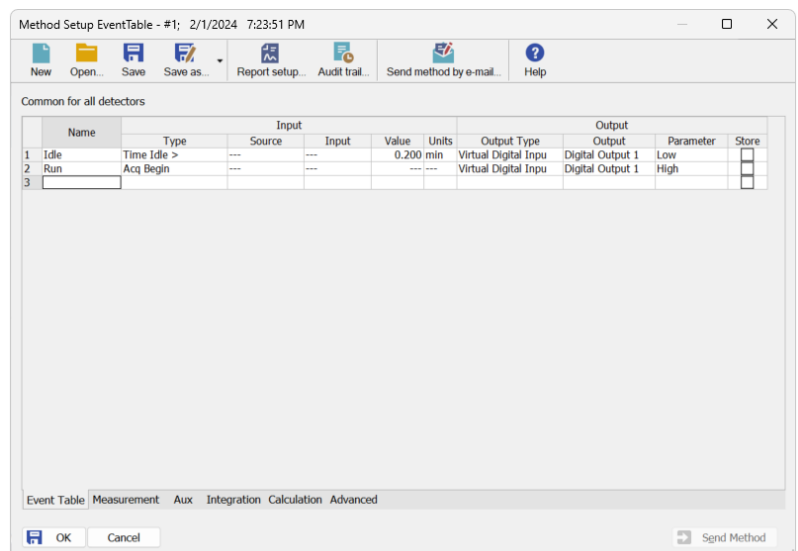 Method Setup EventTable - #1; 2/1/2024 7:23:51 PM
New Open... Save Save as... Report setup... Audit trail... Send method by e-mail... Help
Common for all detectors
Name Input Output
Type Source Input Value Units Output Type Output Parameter Store
1 Idle Time Idle > --- --- 0.200 min Virtual Digital Inpu Digital Output 1 Low
2 Run Acq Begin --- --- --- --- Virtual Digital Inpu Digital Output 1 High
3
Event Table Measurement Aux Integration Calculation Advanced
OK Cancel Send Method